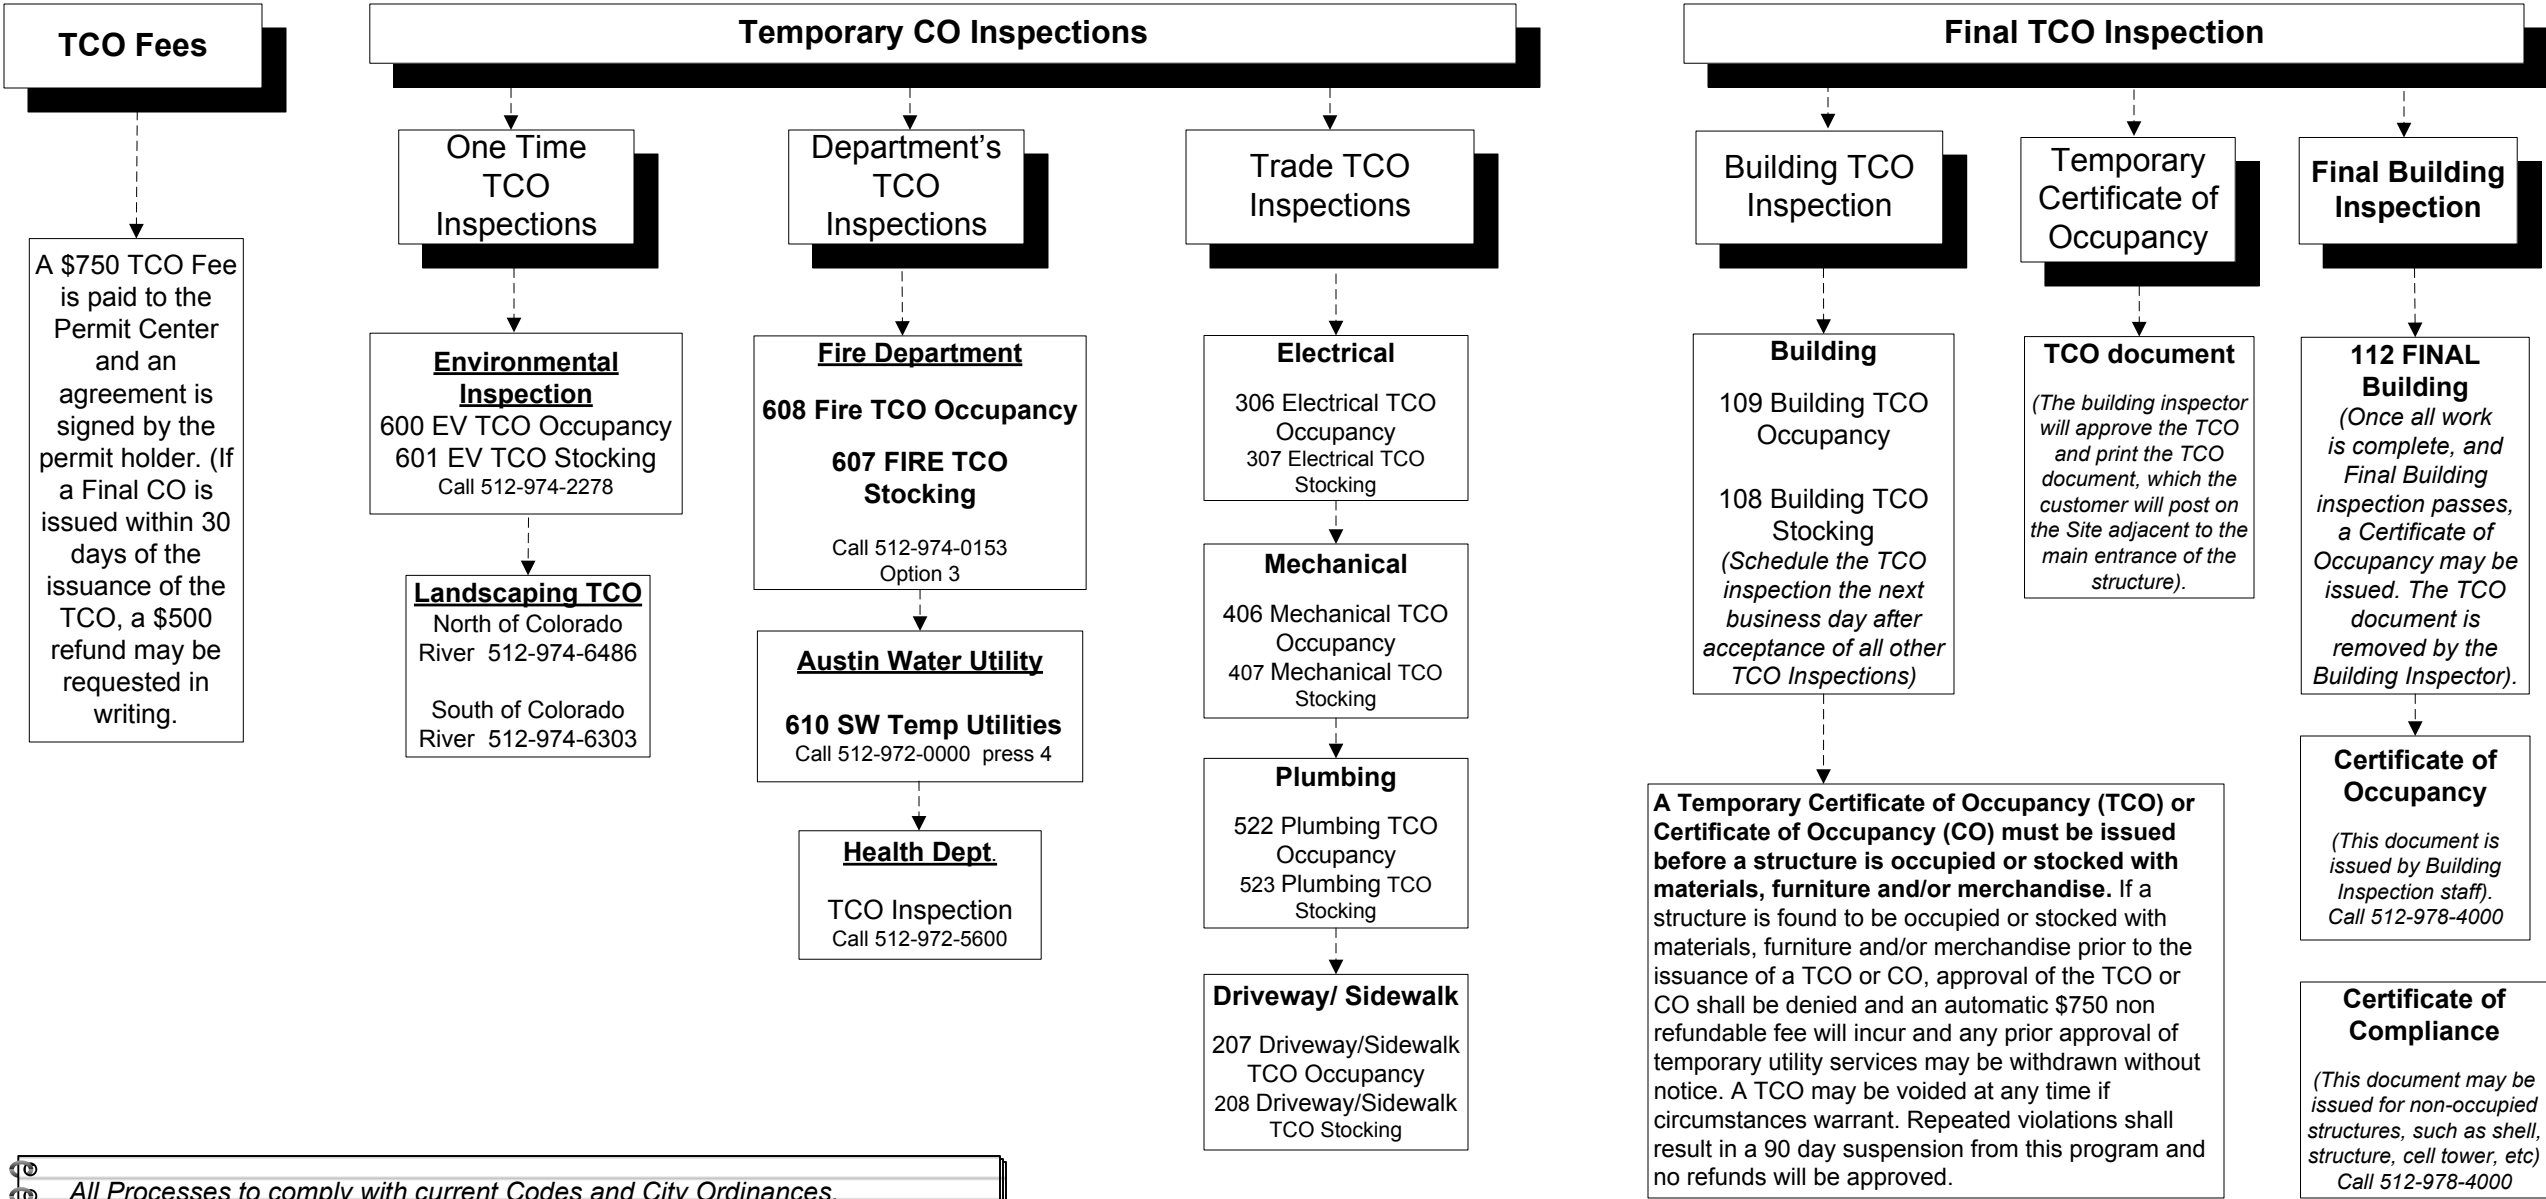 TCO Fees
A $750 TCO Fee
is paid to the
Permit Center
and an
agreement is
signed by the
permit holder. (If
a Final CO is
issued within 30
days of the
issuance of the
TCO, a $500
refund may be
requested in
writing.
Temporary CO Inspections
One Time
TCO
Inspections
Environmental
Inspection
600 EV TCO Occupancy
601 EV TCO Stocking
Call 512-974-2278
Landscaping TCO
North of Colorado
River 512-974-6486
South of Colorado
River 512-974-6303
Department's
TCO
Inspections
Fire Department
608 Fire TCO Occupancy
607 FIRE TCO
Stocking
Call 512-974-0153
Option 3
Austin Water Utility
610 SW Temp Utilities
Call 512-972-0000 press 4
Health Dept.
TCO Inspection
Call 512-972-5600
Trade TCO
Inspections
Electrical
306 Electrical TCO
Occupancy
307 Electrical TCO
Stocking
Mechanical
406 Mechanical TCO
Occupancy
407 Mechanical TCO
Stocking
Plumbing
522 Plumbing TCO
Occupancy
523 Plumbing TCO
Stocking
Driveway/ Sidewalk
207 Driveway/Sidewalk
TCO Occupancy
208 Driveway/Sidewalk
TCO Stocking
Final TCO Inspection
Building TCO
Inspection
Building
109 Building TCO
Occupancy
108 Building TCO
Stocking
(Schedule the TCO
inspection the next
business day after
acceptance of all other
TCO Inspections)
A Temporary Certificate of Occupancy (TCO) or
Certificate of Occupancy (CO) must be issued
before a structure is occupied or stocked with
materials, furniture and/or merchandise. If a
structure is found to be occupied or stocked with
materials, furniture and/or merchandise prior to the
issuance of a TCO or CO, approval of the TCO or
CO shall be denied and an automatic $750 non
refundable fee will incur and any prior approval of
temporary utility services may be withdrawn without
notice. A TCO may be voided at any time if
circumstances warrant. Repeated violations shall
result in a 90 day suspension from this program and
no refunds will be approved.
Temporary
Certificate of
Occupancy
TCO document
(The building inspector
will approve the TCO
and print the TCO
document, which the
customer will post on
the Site adjacent to the
main entrance of the
structure).
Final Building
Inspection
112 FINAL
Building
(Once all work
is complete, and
Final Building
inspection passes,
a Certificate of
Occupancy may be
issued. The TCO
document is
removed by the
Building Inspector).
Certificate of
Occupancy
(This document is
issued by Building
Inspection staff).
Call 512-978-4000
Certificate of
Compliance
(This document may be
issued for non-occupied
structures, such as shell,
structure, cell tower, etc)
Call 512-978-4000
All Processes to comply with current Codes and City Ordinances.